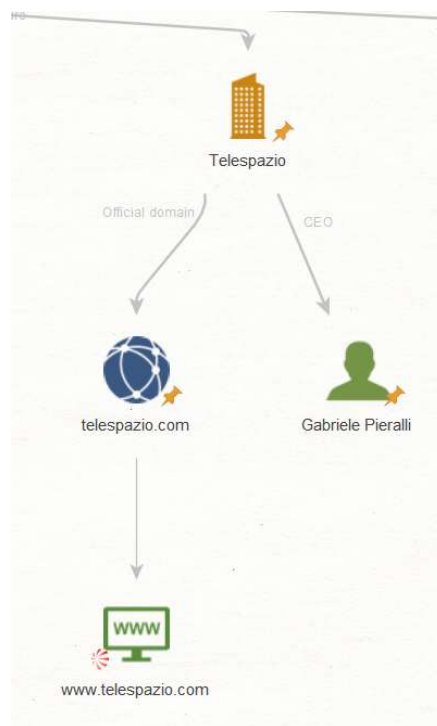 Telespazio
Official domain
CEO
telespazio.com
Gabriele Pieralli
WWW
www.telespazio.com